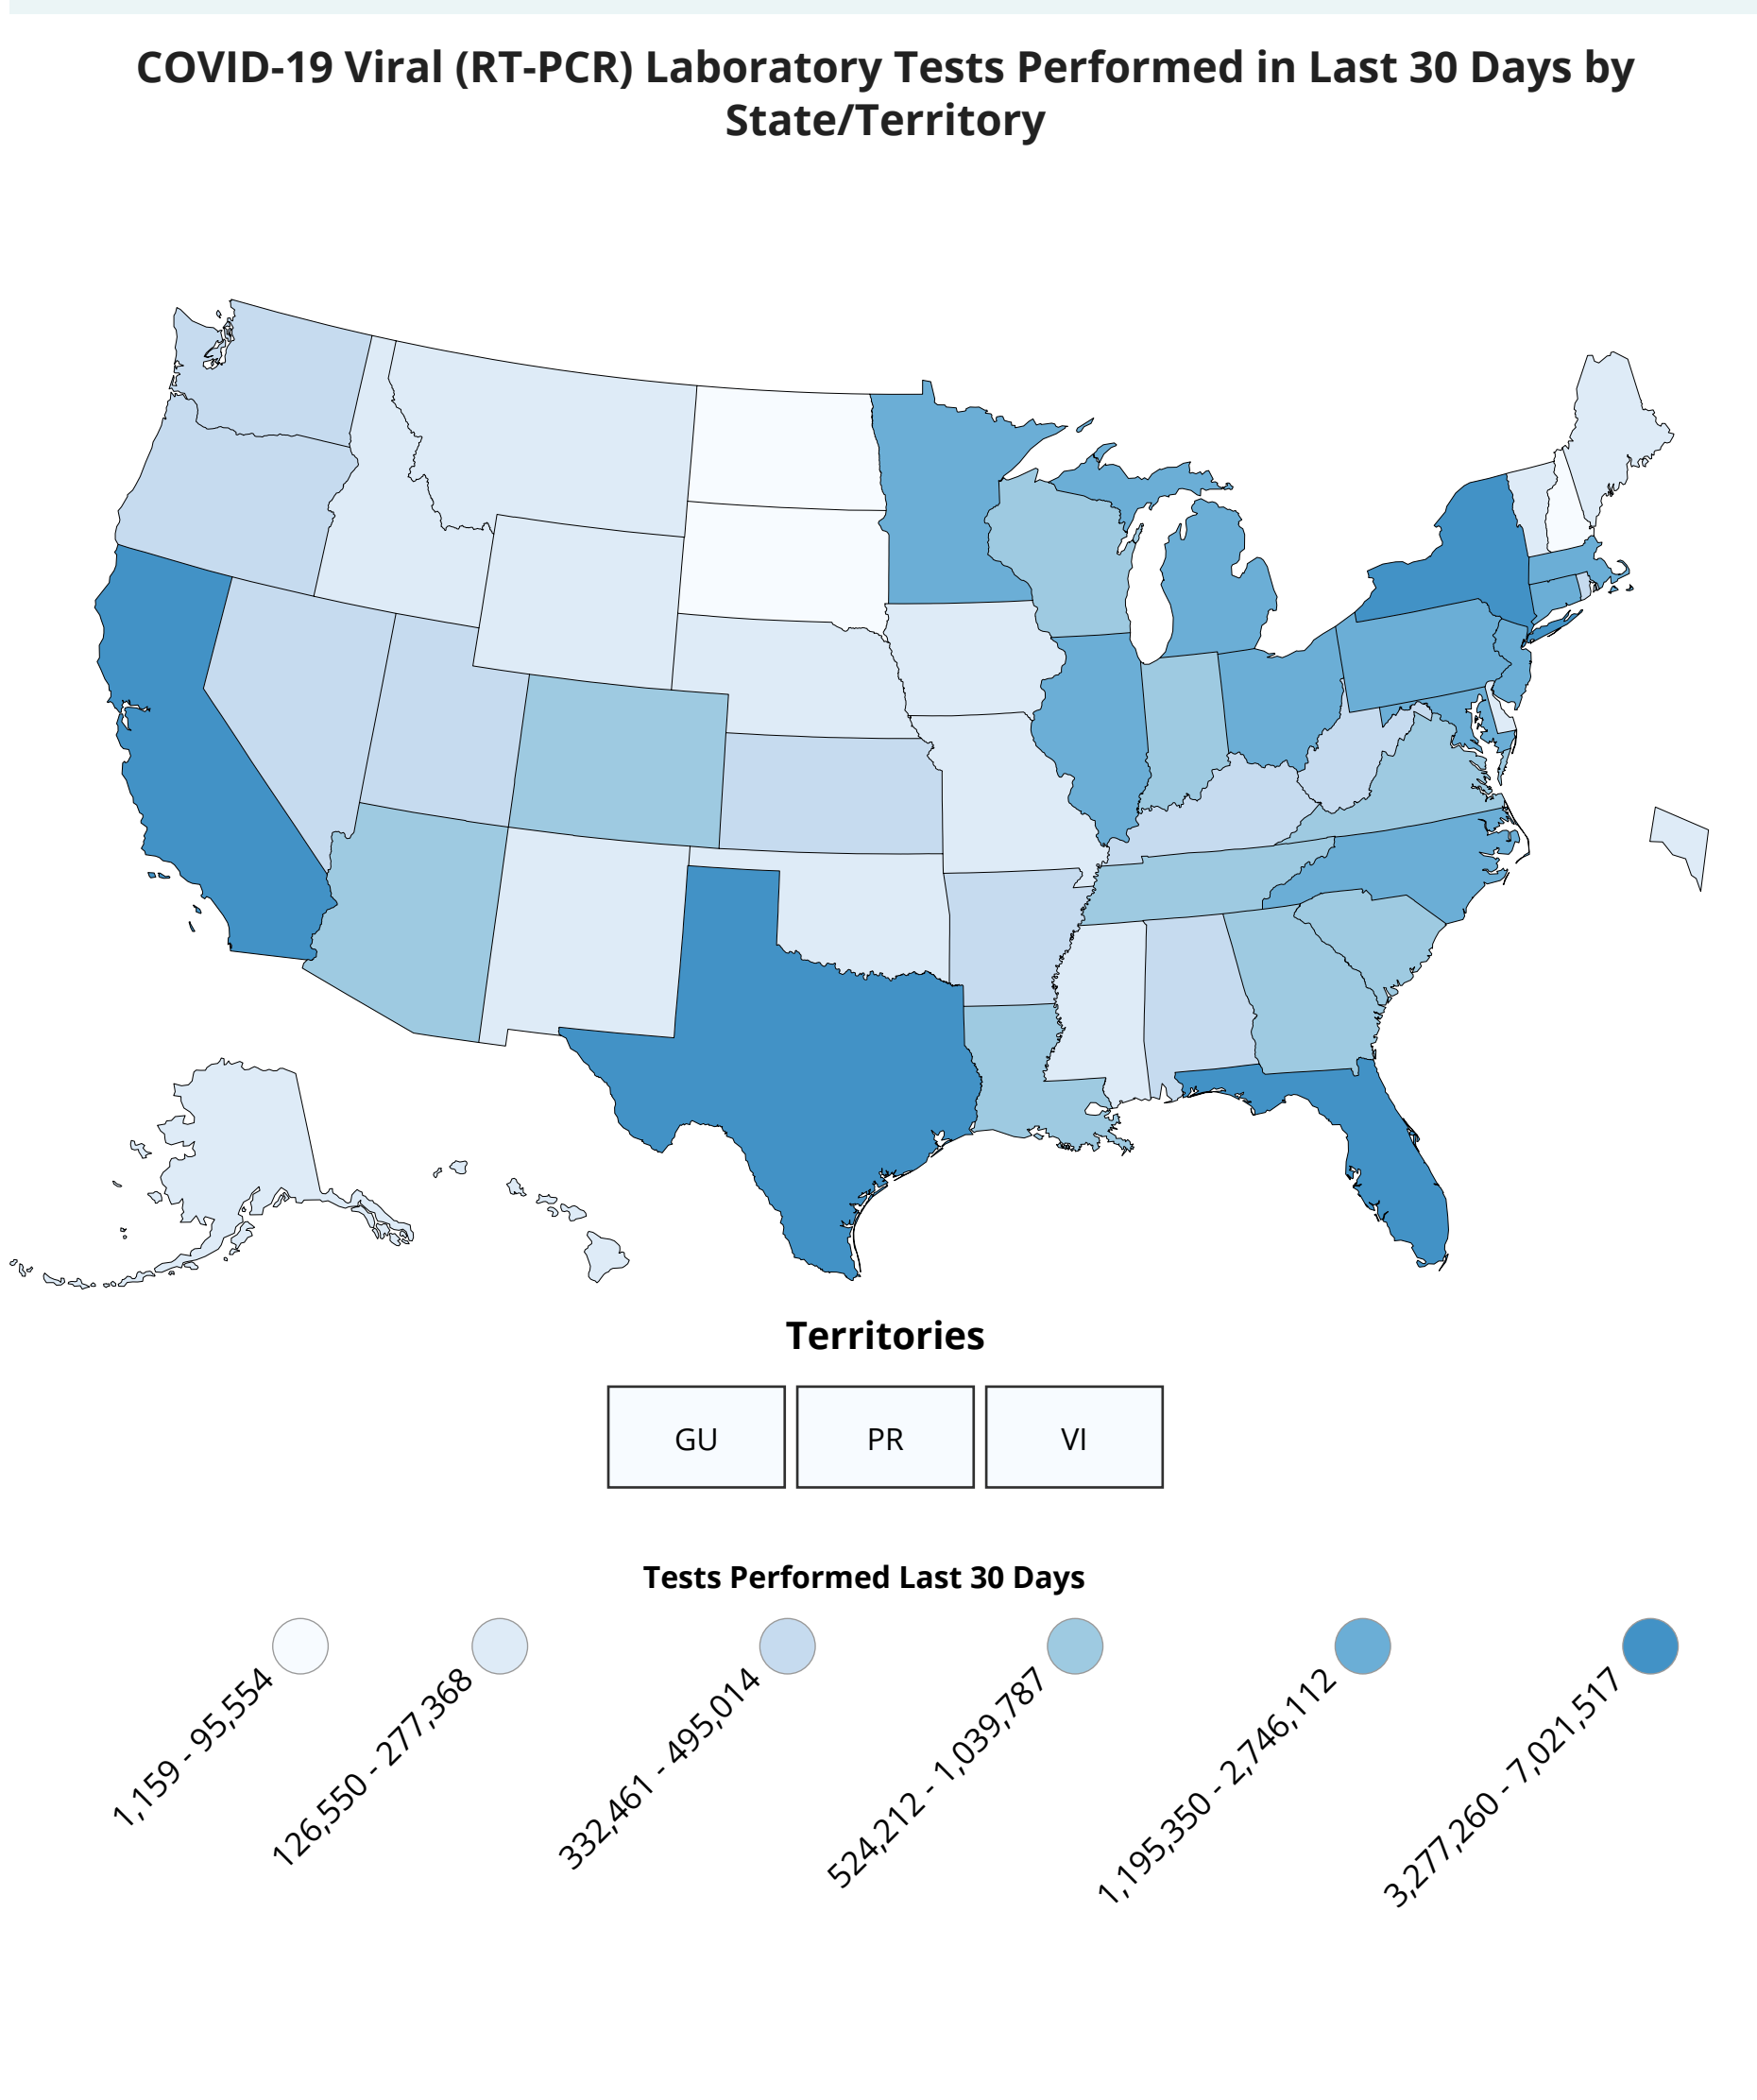 COVID-19 Viral (RT-PCR) Laboratory Tests Performed in Last 30 Days by
State/Territory
Territories
GU
PR
VI
Tests Performed Last 30 Days
1,159 - 95,554
126,550 - 277,368
332,461 - 495,014
524,212 - 1,039,787
1,195,350 - 2,746,112
3,277,260 - 7,021,517